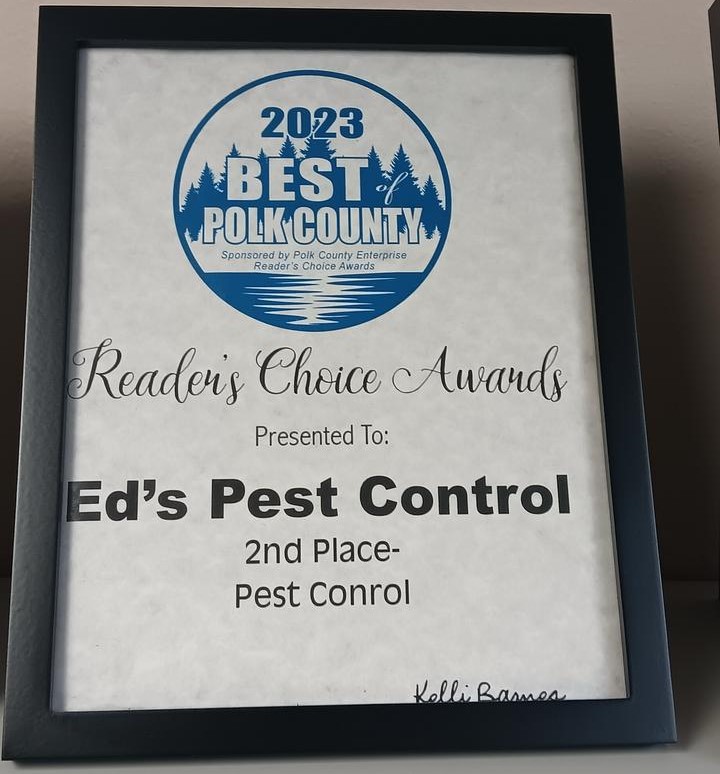 2023
BEST of
POLK COUNTY
Sponsored by Polk County Enterprise
Reader's Choice Awards
Reader's Choice Awards
Presented To:
Ed's Pest Control
2nd Place-
Pest Conrol
Kelli Barnes